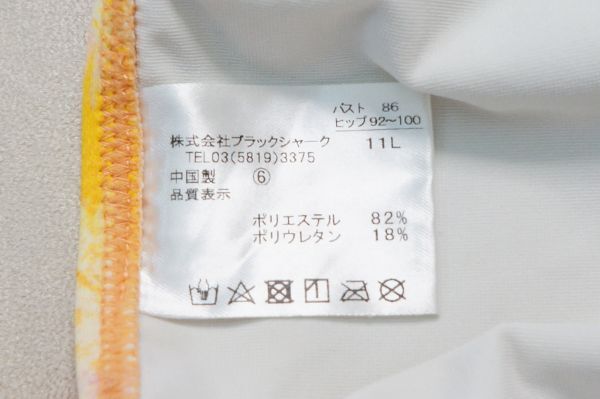 バスト 86
ヒップ92〜100
株式会社ブラックシャーク 11L
TEL03(5819)3375
中国製 ⑥
品質表示
ポリエステル 82%
ポリウレタン 18%